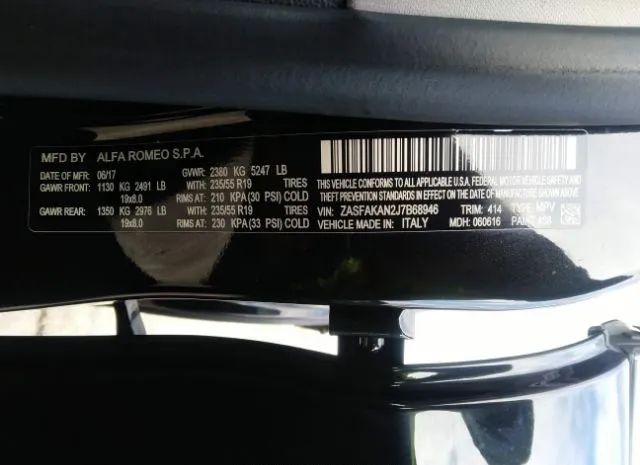 MFD BY ALFA ROMEO S.P.A.
DATE OF MFR: 06/17 GVWR: 2380 KG 5247 LB
GAWR FRONT: 1130 KG 2491 LB WITH 235/55 R19 TIRES
19x8.0 RIMS AT: 210 KPA (30 PSI) COLD
GAWR REAR: 1350 KG 2976 LB WITH 235/55 R19 TIRES
19x8.0 RIMS AT: 230 KPA (33 PSI) COLD
THIS VEHICLE CONFORMS TO ALL APPLICABLE U.S.A. FEDERAL MOTOR VEHICLE SAFETY AND
THEFT PREVENTION STANDARDS IN EFFECT ON THE DATE OF MANUFACTURE SHOWN ABOVE.
VIN: ZASFAKAN2J7B68946 TRIM: 414 TYPE: MPV
VEHICLE MADE IN: ITALY MDH: 060616 PAINT: 408